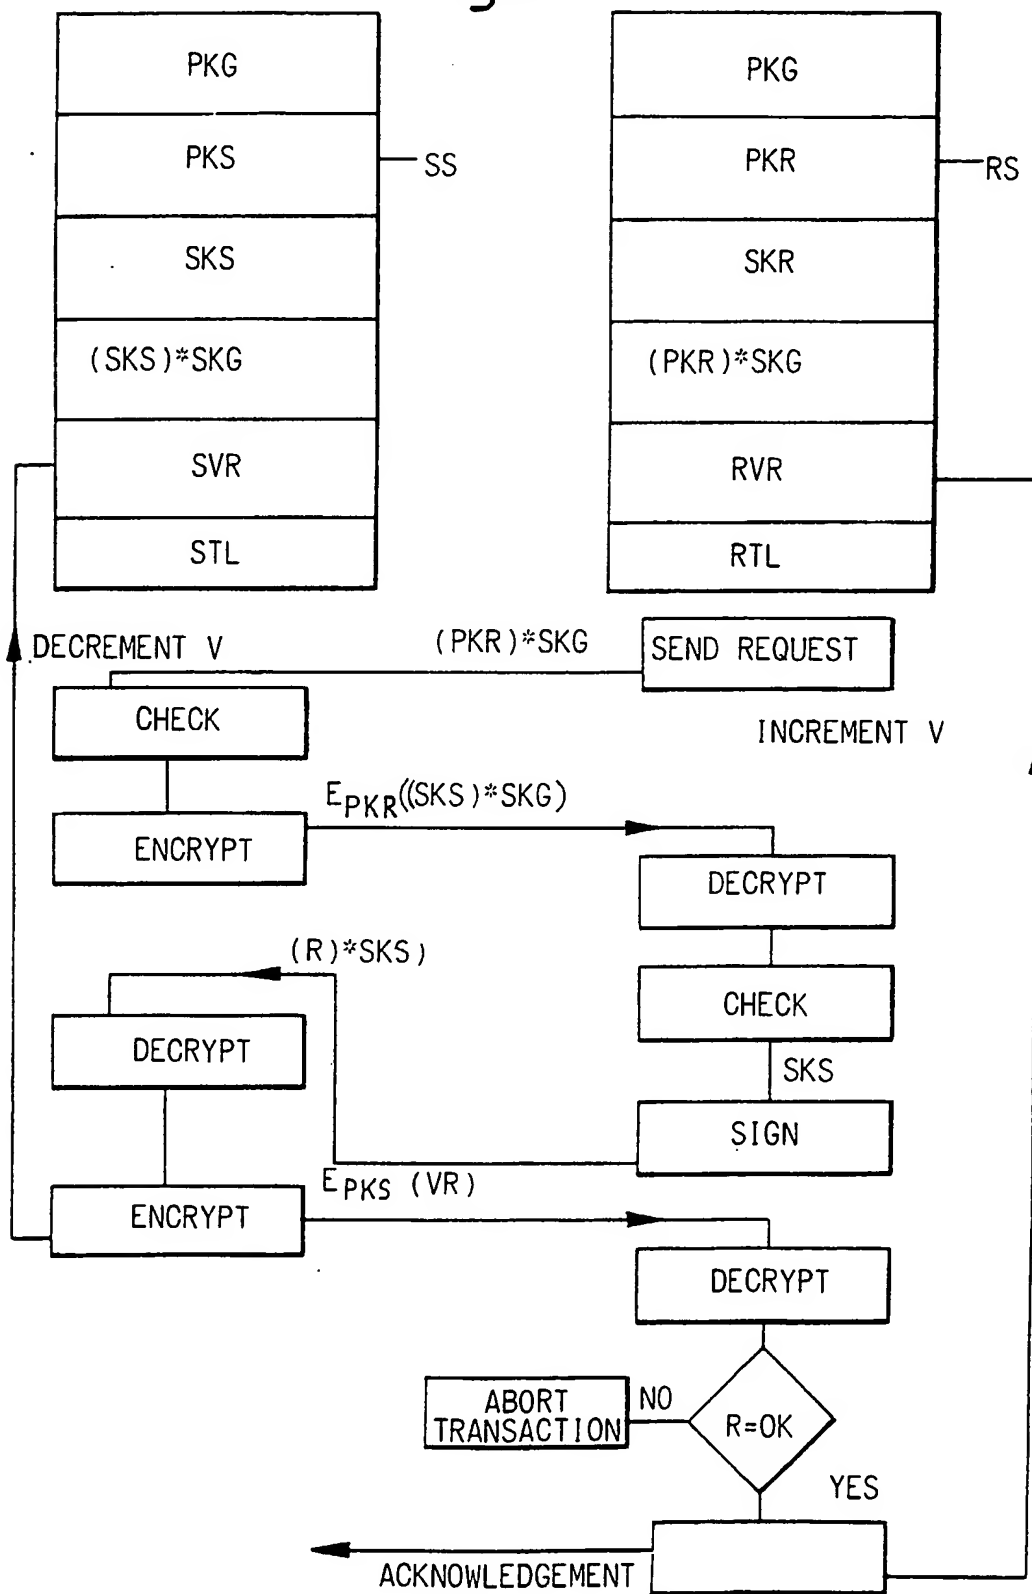 PKG
PKS
SS
SKS
(SKS)*SKG
SVR
STL
PKG
PKR
RS
SKR
(PKR)*SKG
RVR
RTL
DECREMENT V
(PKR)*SKG
SEND REQUEST
CHECK
INCREMENT V
EPKR((SKS)*SKG)
ENCRYPT
DECRYPT
(R)*SKS)
CHECK
DECRYPT
SKS
SIGN
EPKS (VR)
ENCRYPT
DECRYPT
ABORT
TRANSACTION
NO
R=OK
YES
ACKNOWLEDGEMENT